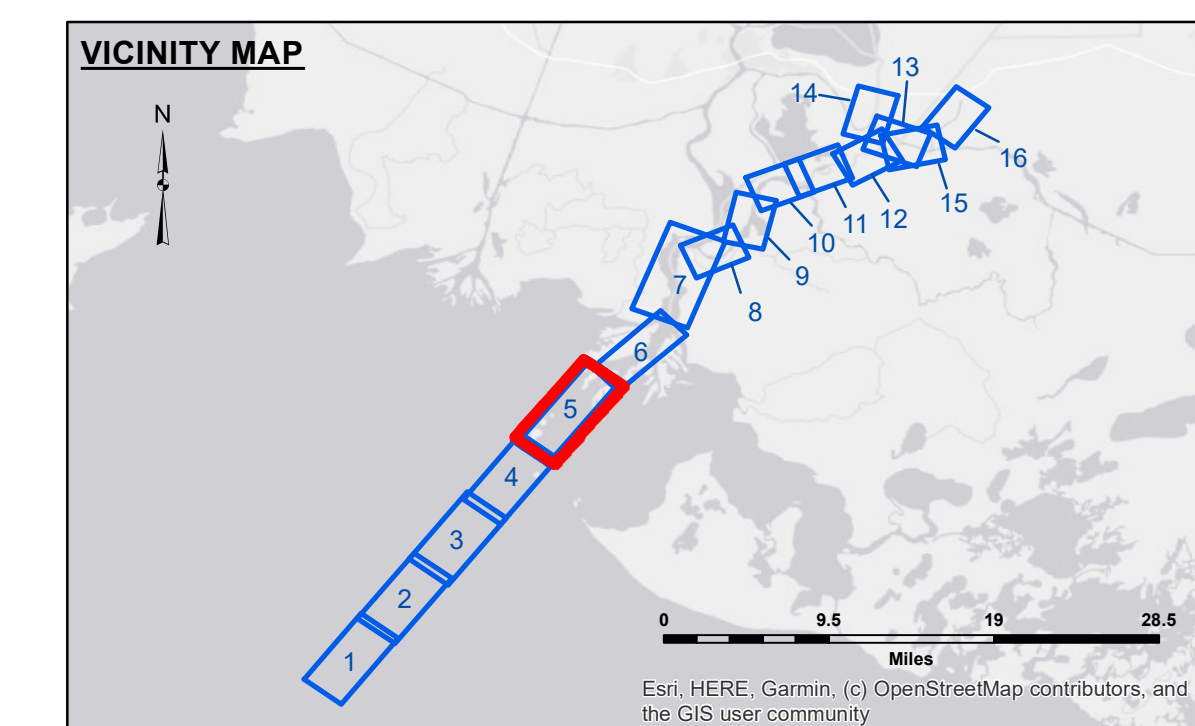 VICINITY MAP
N
13
14
16
15
12
11
10
9
7
8
6
5
4
3
2
1
0 9.5 19 28.5
Miles
Esri, HERE, Garmin, (c) OpenStreetMap contributors, and
the GIS user community